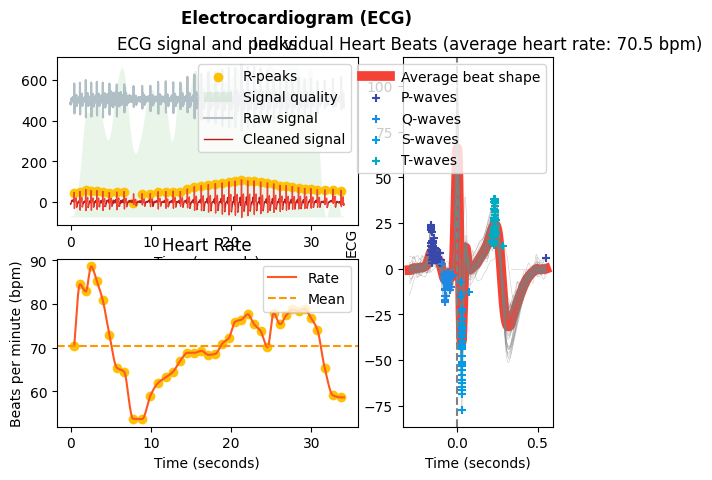 Electrocardiogram (ECG)
ECG signal and peaks
Individual Heart Beats (average heart rate: 70.5 bpm)
600
400
200
0
R-peaks
Signal quality
Raw signal
Cleaned signal
0
10
20
30
Time (seconds)
Heart Rate
Beats per minute (bpm)
90
80
70
60
Rate
Mean
0
10
20
30
Time (seconds)
ECG
100
75
50
25
0
−25
−50
−75
Average beat shape
P-waves
Q-waves
S-waves
T-waves
0.0
0.5
Time (seconds)